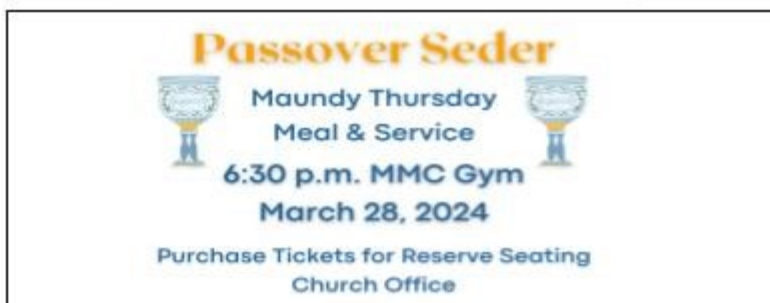 Passover Seder
Maundy Thursday
Meal & Service
6:30 p.m. MMC Gym
March 28, 2024
Purchase Tickets for Reserve Seating
Church Office